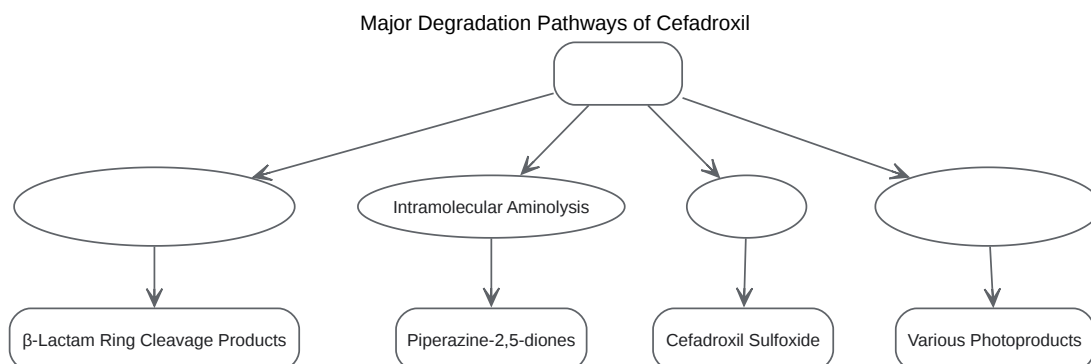 Major Degradation Pathways of Cefadroxil
Intramolecular Aminolysis
β-Lactam Ring Cleavage Products
Piperazine-2,5-diones
Cefadroxil Sulfoxide
Various Photoproducts